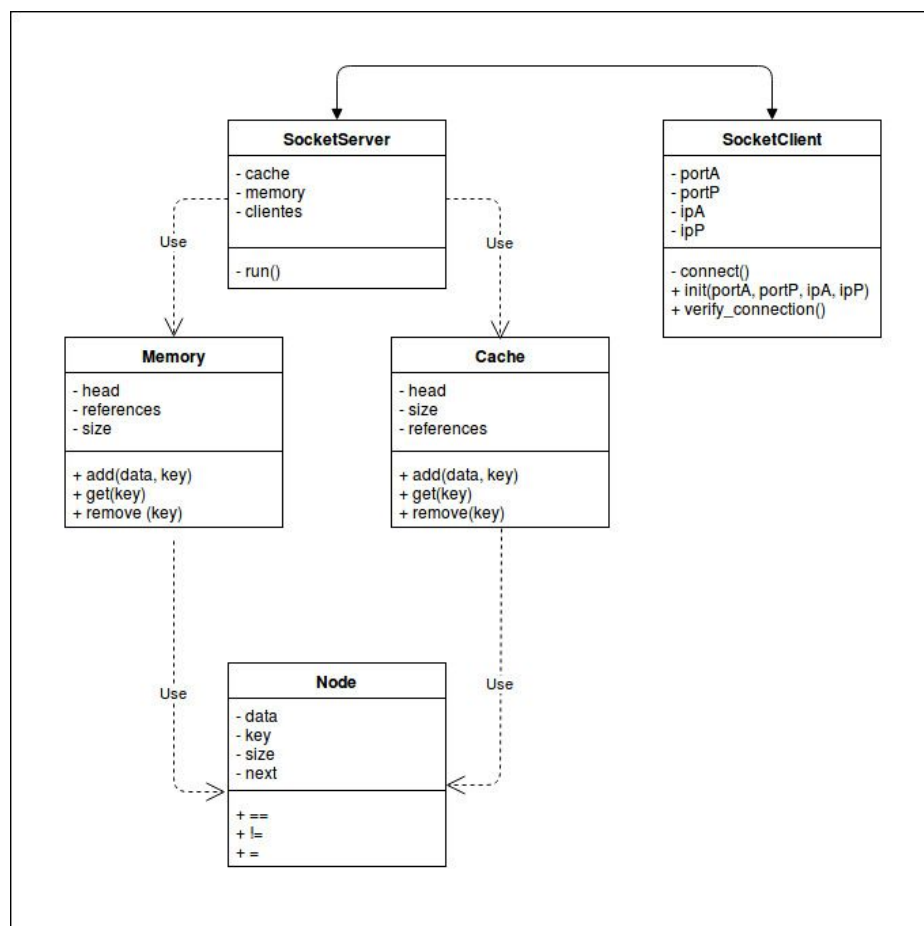 SocketServer
- cache
- memory
- clientes
- run()
SocketClient
- portA
- portP
- ipA
- ipP
- connect()
+ init(portA, portP, ipA, ipP)
+ verify_connection()
Use
Use
Memory
- head
- references
- size
+ add(data, key)
+ get(key)
+ remove (key)
Cache
- head
- size
- references
+ add(data, key)
+ get(key)
+ remove(key)
Use
Use
Node
- data
- key
- size
- next
+ ==
+ !=
+ =